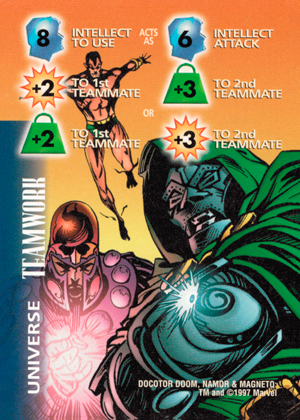 8 INTELLECT TO USE
ACTS AS
6 INTELLECT ATTACK
+2 TO 1st TEAMMATE
+3 TO 2nd TEAMMATE
OR
+2 TO 1st TEAMMATE
+3 TO 2nd TEAMMATE
UNIVERSE TEAMWORK
DOCOTOR DOOM, NAMOR & MAGNETO:
TM and ©1997 Marvel